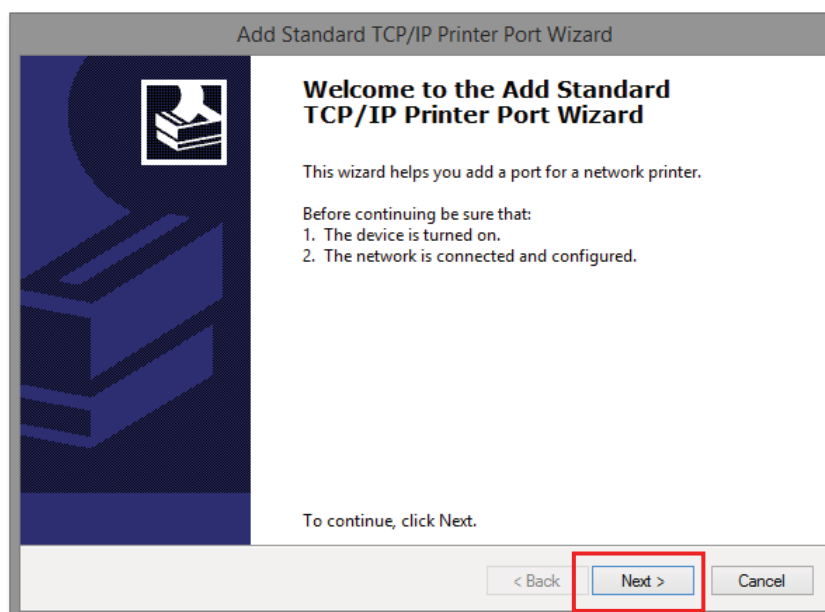 Add Standard TCP/IP Printer Port Wizard
Welcome to the Add Standard
TCP/IP Printer Port Wizard
This wizard helps you add a port for a network printer.
Before continuing be sure that:
1. The device is turned on.
2. The network is connected and configured.
To continue, click Next.
< Back
Next >
Cancel